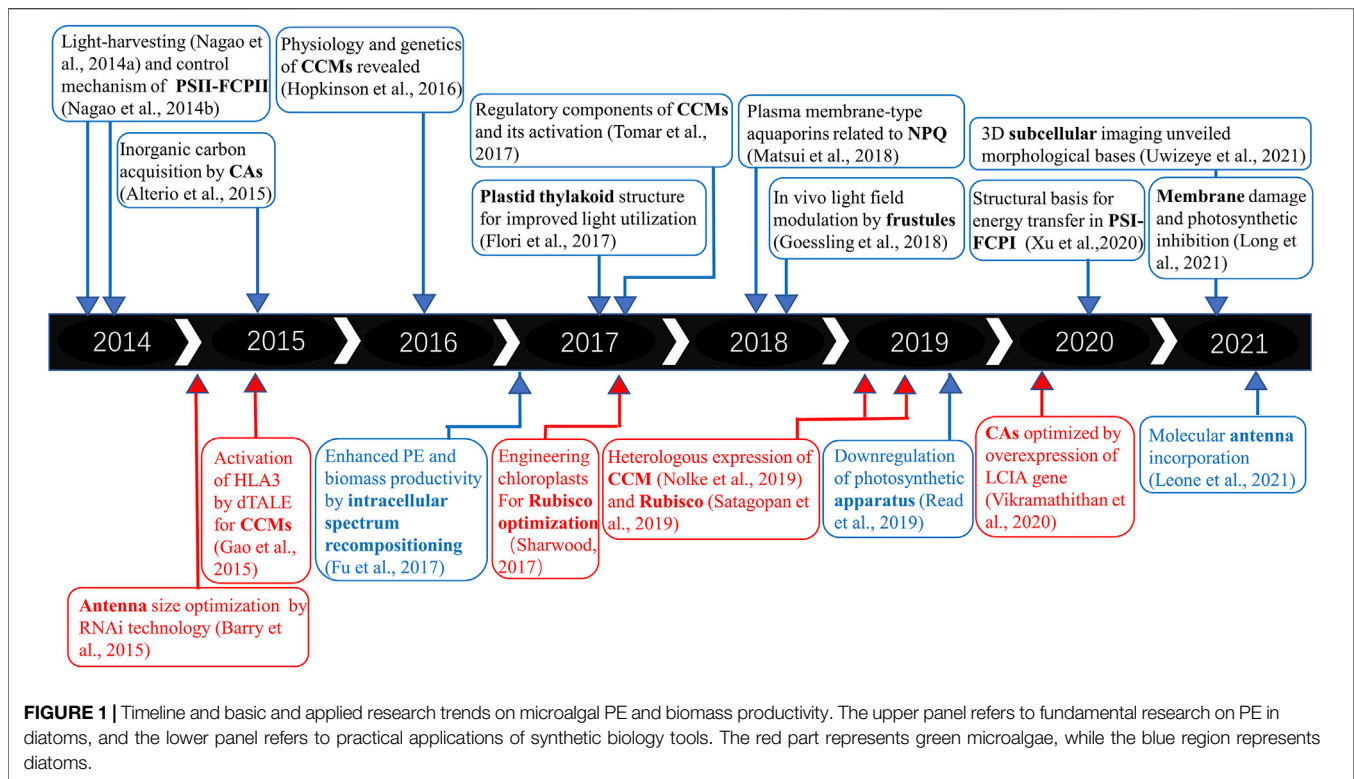 Light-harvesting (Nagao et
al., 2014a) and control
mechanism of PSII-FCPII
(Nagao et al., 2014b)
Inorganic carbon
acquisition by CAs
(Alterio et al., 2015)
Physiology and genetics
of CCMs revealed
(Hopkinson et al., 2016)
Regulatory components of CCMs
and its activation (Tomar et al.,
2017)
Plastid thylakoid structure
for improved light utilization
(Flori et al., 2017)
Plasma membrane-type
aquaporins related to NPQ
(Matsui et al., 2018)
In vivo light field
modulation by frustules
(Goessling et al., 2018)
3D subcellular imaging unveiled
morphological bases (Uwizeye et al., 2021)
Structural basis for
energy transfer in PSI-
FCPI (Xu et al.,2020)
Membrane damage
and photosynthetic
inhibition (Long et
al., 2021)
2014 2015 2016 2017 2018 2019 2020 2021
Antenna size optimization by
RNAi technology (Barry et
al., 2015)
Activation
of HLA3 by
dTALE
for CCMs
(Gao et al.,
2015)
Enhanced PE and
biomass productivity
by intracellular
spectrum
recompositioning
(Fu et al., 2017)
Engineering
chloroplasts
For Rubisco
optimization
（Sharwood,
2017）
Heterologous expression of
CCM (Nolke et al., 2019)
and Rubisco (Satagopan
et al., 2019)
Downregulation
of photosynthetic
apparatus (Read
et al., 2019)
CAs optimized by
overexpression of
LCIA gene
(Vikramathithan
et al., 2020)
Molecular antenna
incorporation
(Leone et al., 2021)
FIGURE 1 | Timeline and basic and applied research trends on microalgal PE and biomass productivity. The upper panel refers to fundamental research on PE in
diatoms, and the lower panel refers to practical applications of synthetic biology tools. The red part represents green microalgae, while the blue region represents
diatoms.